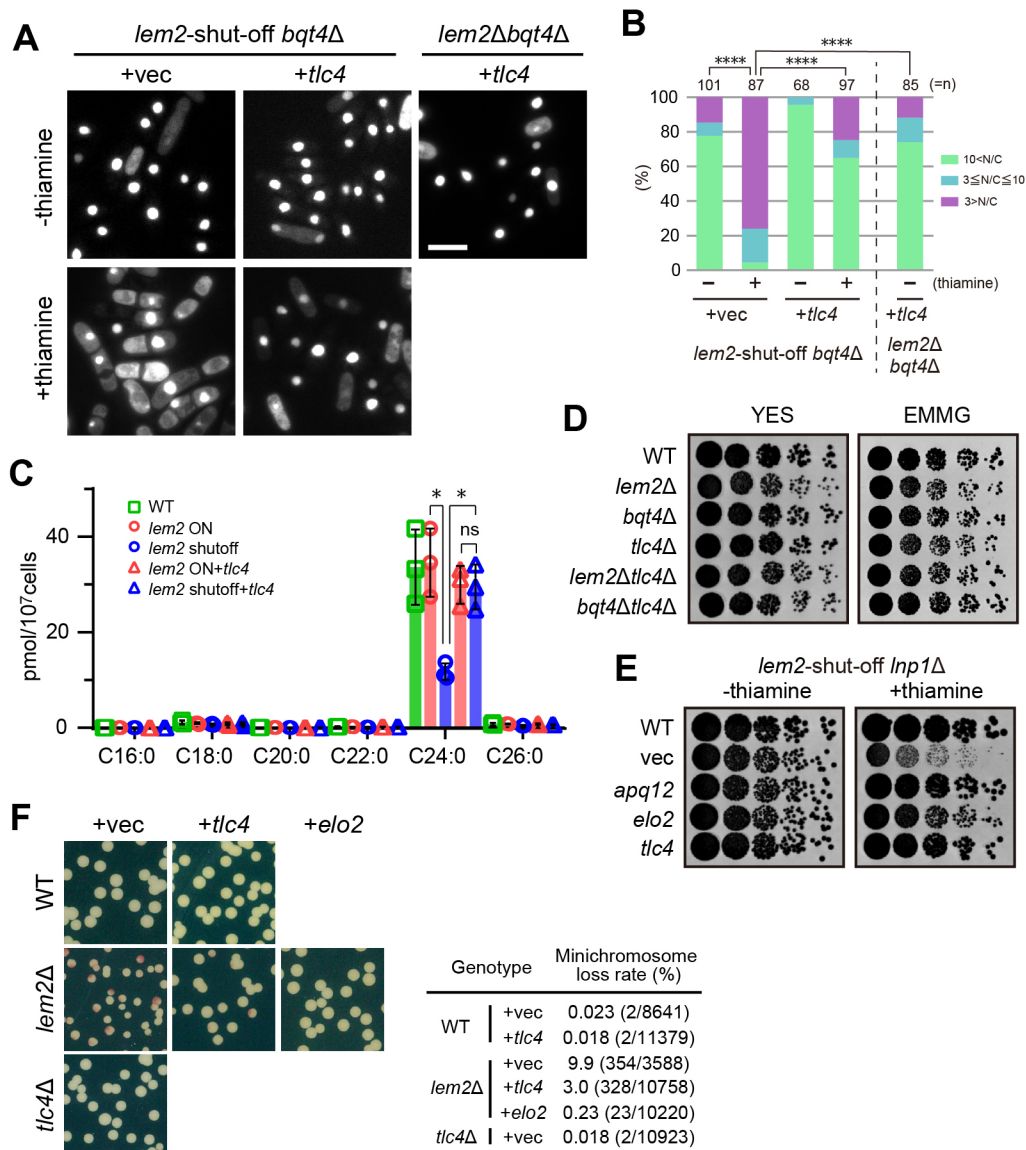 A
lem2-shut-off bqt4Δ
lem2Δbqt4Δ
+vec
+tlc4
+tlc4
-thiamine
+thiamine
B
****
****
****
101
87
68
97
85
(=n)
100
80
60
40
20
0
(%)
10<N/C
3≦N/C≦10
3>N/C
− + − + − (thiamine)
+vec
+tlc4
+tlc4
lem2-shut-off bqt4Δ
lem2Δ
bqt4Δ
C
pmol/107cells
40
20
0
WT
lem2 ON
lem2 shutoff
lem2 ON+tlc4
lem2 shutoff+tlc4
* *
ns
C16:0 C18:0 C20:0 C22:0 C24:0 C26:0
D
YES
EMMG
WT
lem2Δ
bqt4Δ
tlc4Δ
lem2Δtlc4Δ
bqt4Δtlc4Δ
E
lem2-shut-off lnp1Δ
-thiamine
+thiamine
WT
vec
apq12
elo2
tlc4
F
+vec
+tlc4
+elo2
WT
lem2Δ
tlc4Δ
Genotype
Minichromosome
loss rate (%)
WT
+vec 0.023 (2/8641)
+tlc4 0.018 (2/11379)
lem2Δ
+vec 9.9 (354/3588)
+tlc4 3.0 (328/10758)
+elo2 0.23 (23/10220)
tlc4Δ +vec 0.018 (2/10923)